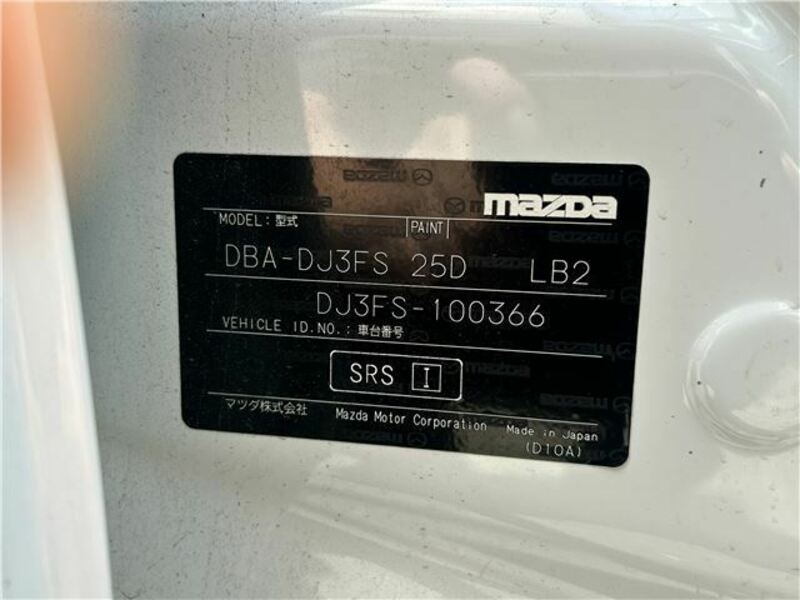 mazda
MODEL: 型式 PAINT
DBA-DJ3FS 25D LB2
DJ3FS-100366
VEHICLE ID.NO.: 車台番号
SRS I
マツダ株式会社 Mazda Motor Corporation Made in Japan
(D10A)